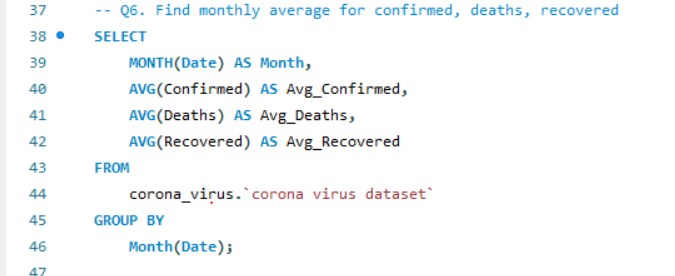 37 -- Q6. Find monthly average for confirmed, deaths, recovered
38 SELECT
39 MONTH(Date) AS Month,
40 AVG(Confirmed) AS Avg_Confirmed,
41 AVG(Deaths) AS Avg_Deaths,
42 AVG(Recovered) AS Avg_Recovered
43 FROM
44 corona_virus.`corona virus dataset`
45 GROUP BY
46 Month(Date);
47